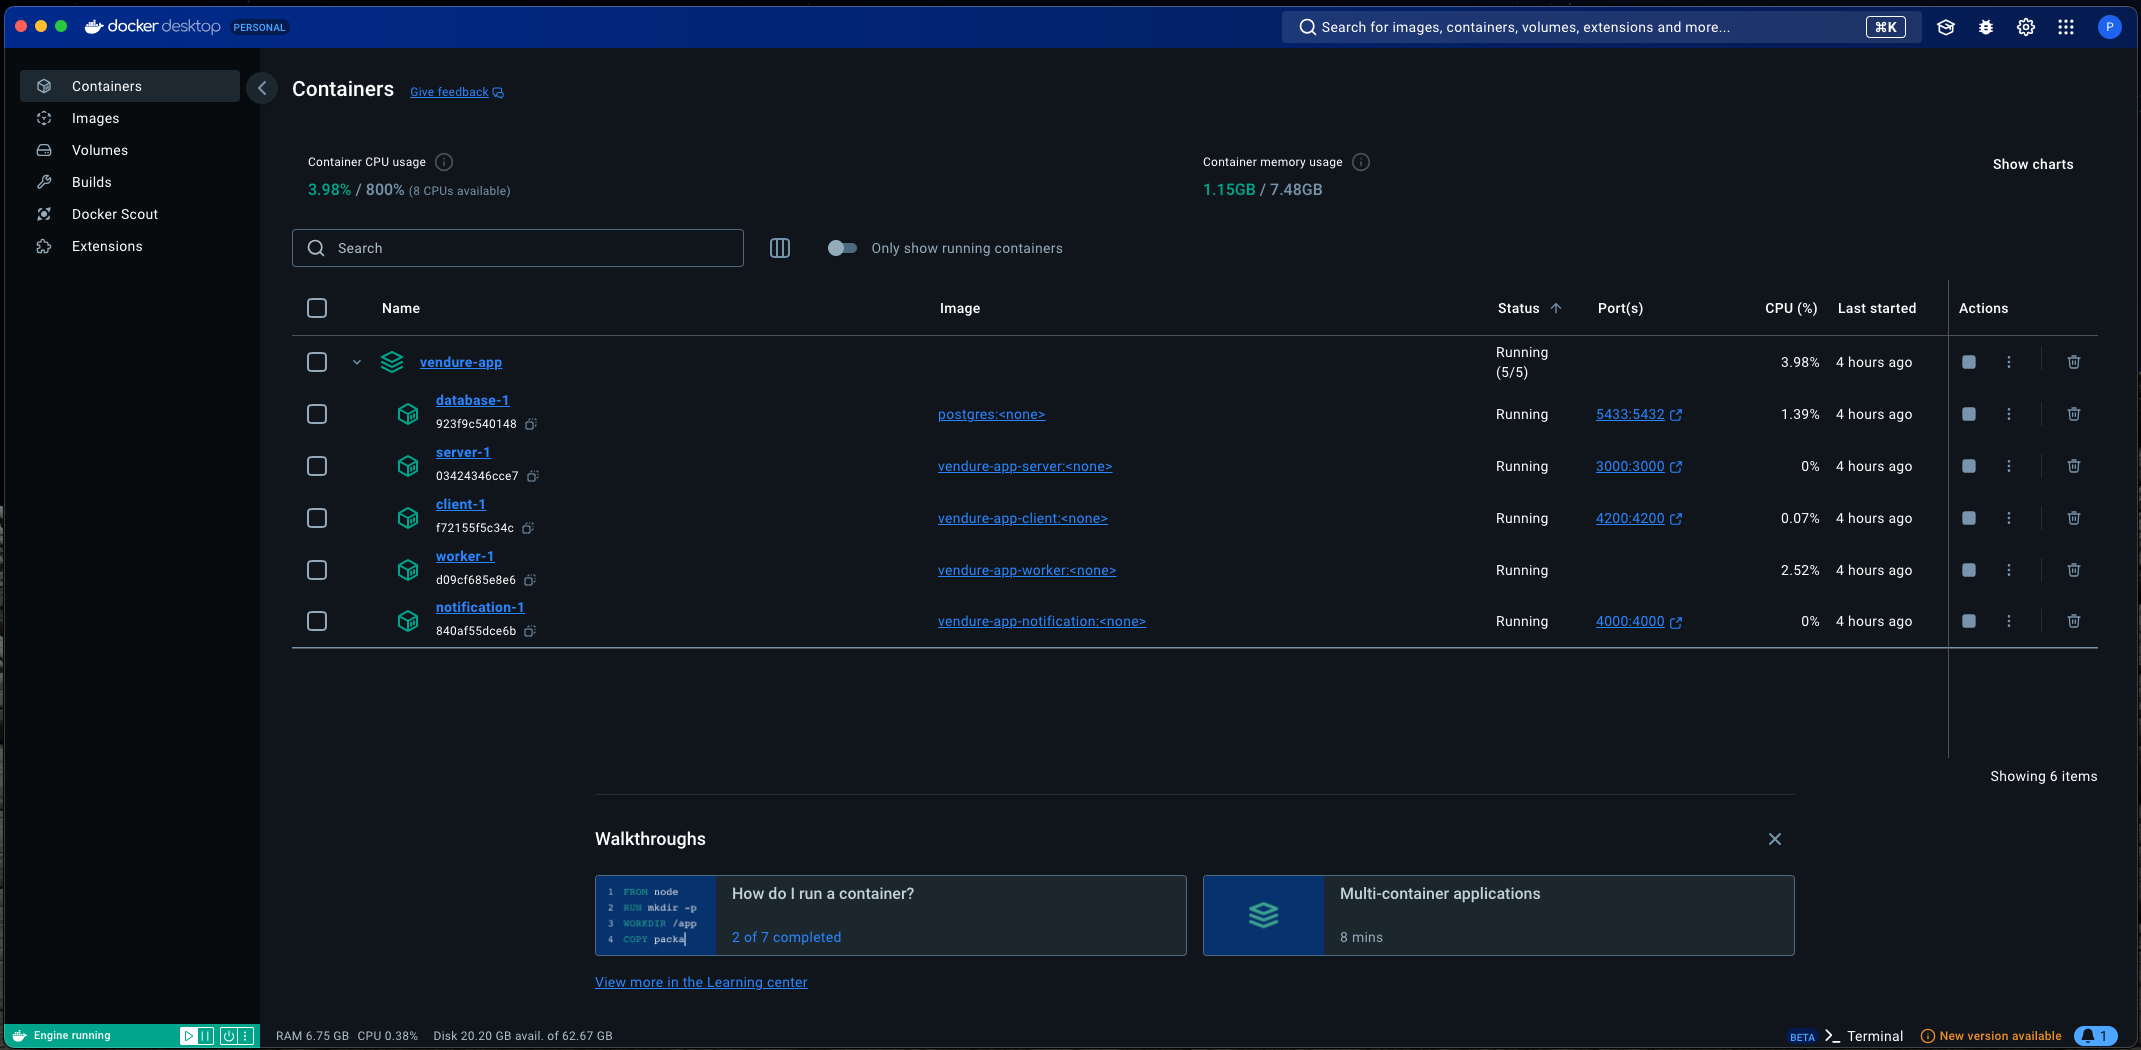 docker desktop PERSONAL
Search for images, containers, volumes, extensions and more... ⌘K
P
Containers
Images
Volumes
Builds
Docker Scout
Extensions
Containers Give feedback
Container CPU usage
3.98% / 800% (8 CPUs available)
Container memory usage
1.15GB / 7.48GB
Show charts
Search
Only show running containers
Name Image Status Port(s) CPU (%) Last started Actions
vendure-app Running (5/5) 3.98% 4 hours ago
database-1
923f9c540148
postgres:<none> Running 5433:5432 1.39% 4 hours ago
server-1
03424346cce7
vendure-app-server:<none> Running 3000:3000 0% 4 hours ago
client-1
f72155f5c34c
vendure-app-client:<none> Running 4200:4200 0.07% 4 hours ago
worker-1
d09cf685e8e6
vendure-app-worker:<none> Running 2.52% 4 hours ago
notification-1
840af55dce6b
vendure-app-notification:<none> Running 4000:4000 0% 4 hours ago
Showing 6 items
Walkthroughs
1 FROM node
2 RUN mkdir -p
3 WORKDIR /app
4 COPY packa
How do I run a container?
2 of 7 completed
Multi-container applications
8 mins
View more in the Learning center
Engine running
RAM 6.75 GB CPU 0.38% Disk 20.20 GB avail. of 62.67 GB
BETA >_ Terminal New version available 1